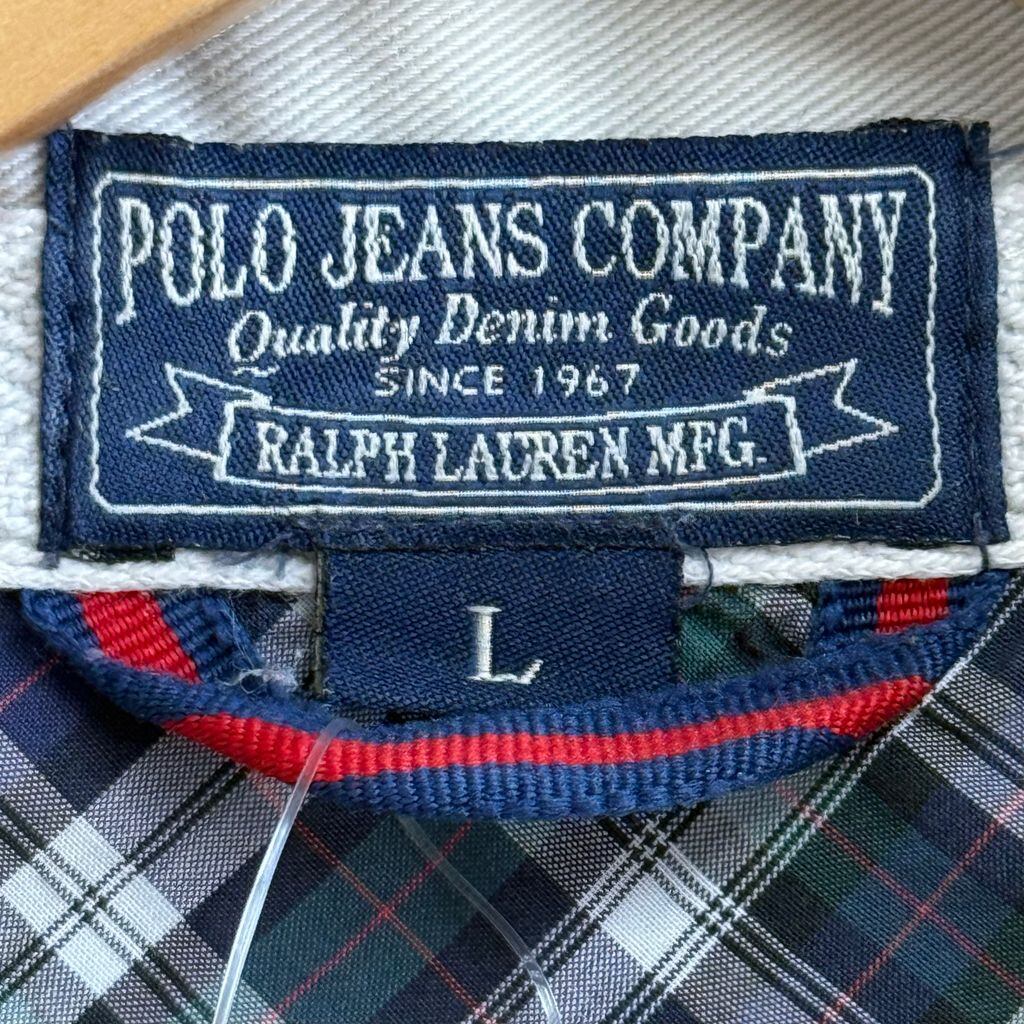 POLO JEANS COMPANY
Quality Denim Goods
SINCE 1967
RALPH LAUREN MFG.
L